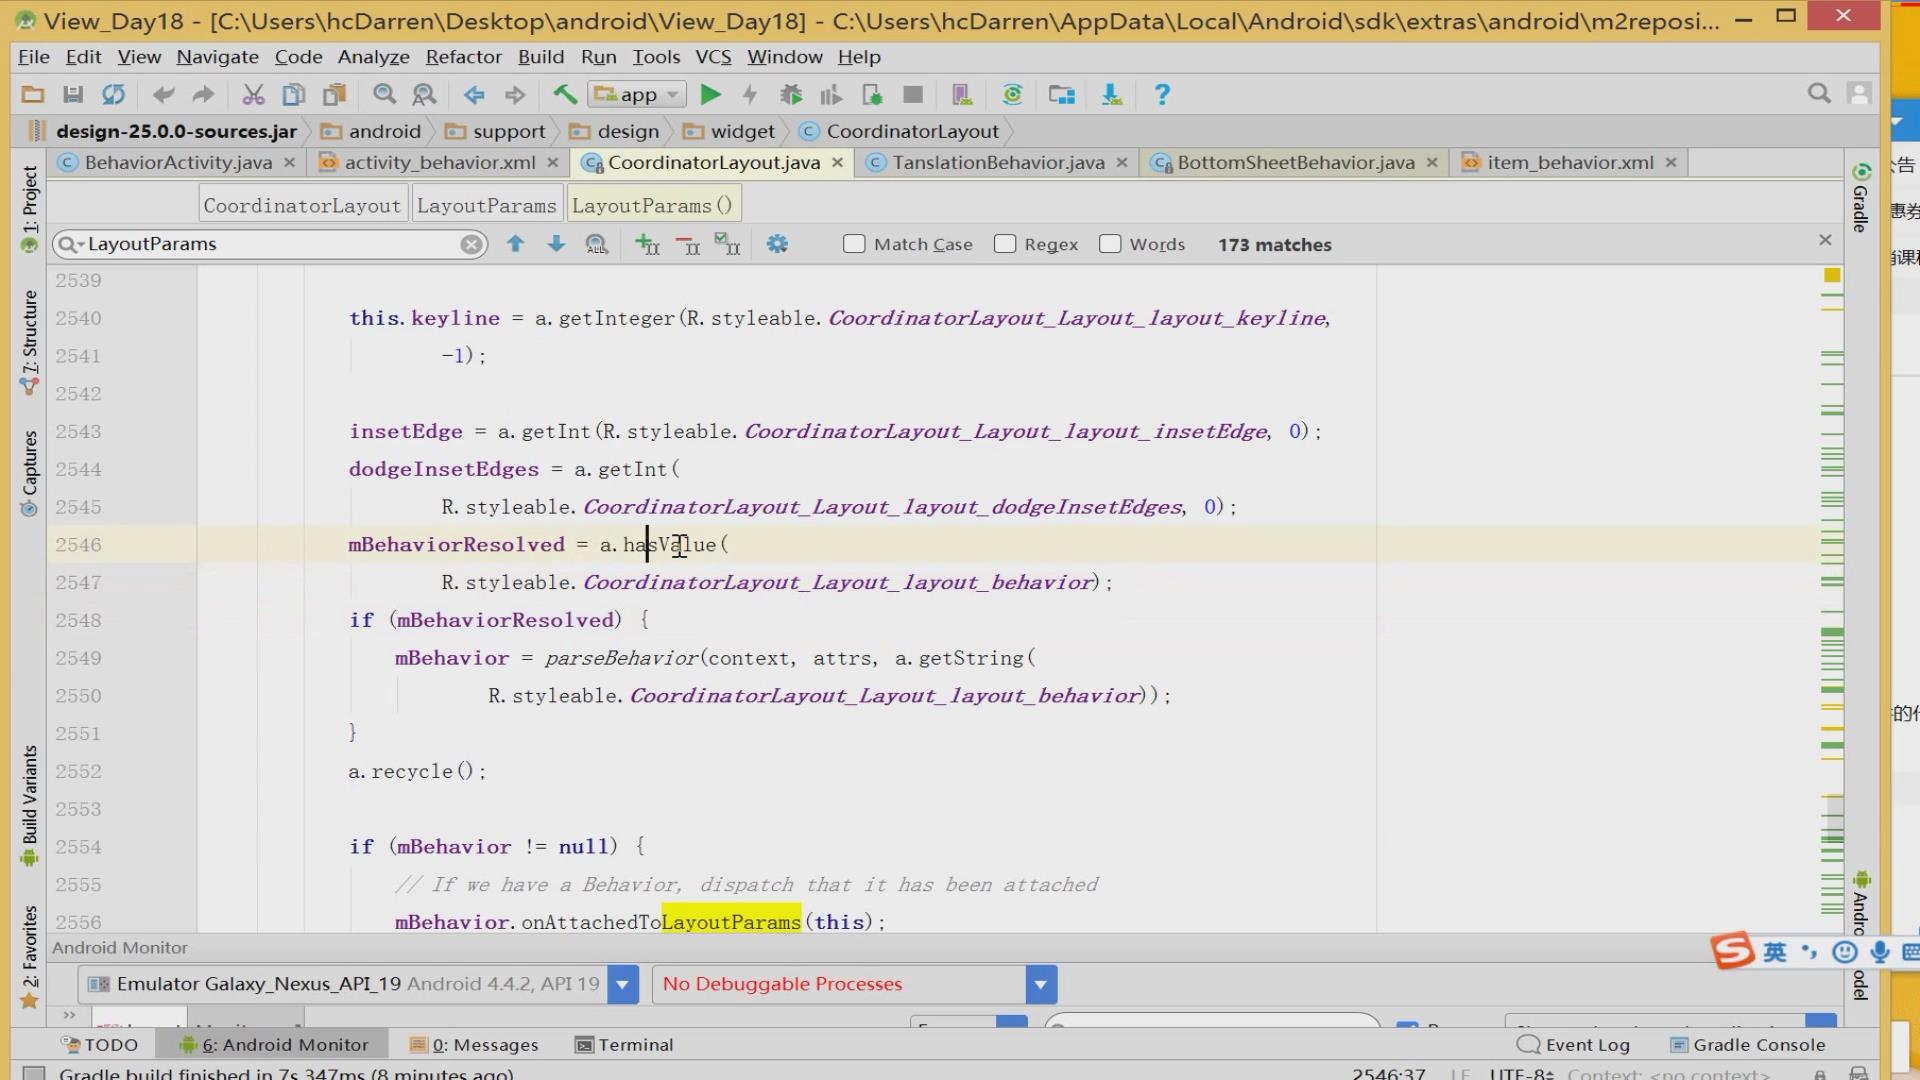 View_Day18 - [C:\Users\hcDarren\Desktop\android\View_Day18] - C:\Users\hcDarren\AppData\Local\Android\sdk\extras\android\m2reposi...
File Edit View Navigate Code Analyze Refactor Build Run Tools VCS Window Help
app
design-25.0.0-sources.jar android support design widget CoordinatorLayout
BehaviorActivity.java activity_behavior.xml CoordinatorLayout.java TanslationBehavior.java BottomSheetBehavior.java item_behavior.xml
CoordinatorLayout LayoutParams LayoutParams()
LayoutParams Match Case Regex Words 173 matches
2539
2540 this.keyline = a.getInteger(R.styleable.CoordinatorLayout_Layout_layout_keyline,
2541 -1);
2542
2543 insetEdge = a.getInt(R.styleable.CoordinatorLayout_Layout_layout_insetEdge, 0);
2544 dodgeInsetEdges = a.getInt(
2545 R.styleable.CoordinatorLayout_Layout_layout_dodgeInsetEdges, 0);
2546 mBehaviorResolved = a.hasValue(
2547 R.styleable.CoordinatorLayout_Layout_layout_behavior);
2548 if (mBehaviorResolved) {
2549 mBehavior = parseBehavior(context, attrs, a.getString(
2550 R.styleable.CoordinatorLayout_Layout_layout_behavior));
2551 }
2552 a.recycle();
2553
2554 if (mBehavior != null) {
2555 // If we have a Behavior, dispatch that it has been attached
2556 mBehavior.onAttachedToLayoutParams(this);
1: Project
7: Structure
Captures
Build Variants
2: Favorites
Gradle
Android Monitor
英
Emulator Galaxy_Nexus_API_19 Android 4.4.2, API 19 No Debuggable Processes
TODO 6: Android Monitor 0: Messages Terminal Event Log Gradle Console
Gradle build finished in 7s 347ms (8 minutes ago) 2546:37 LF UTF-8 Context: <no context>